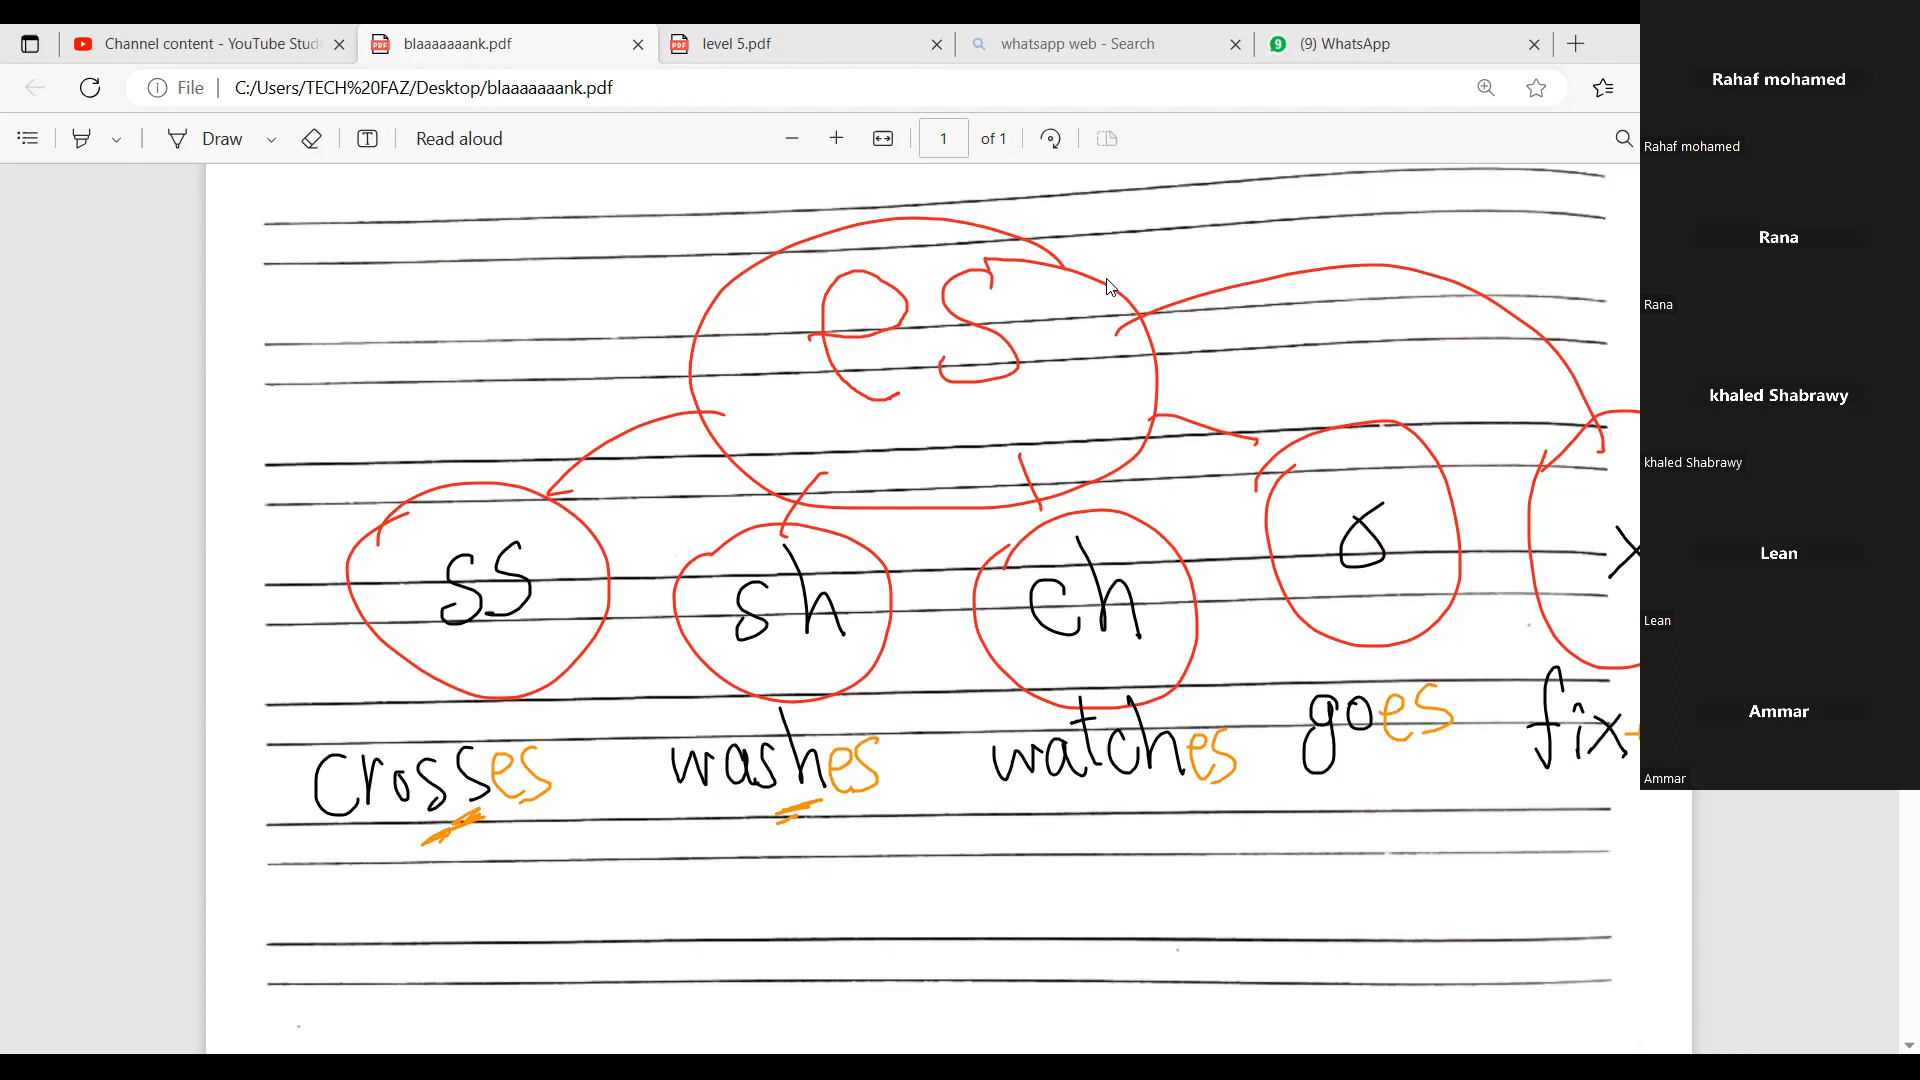 Channel content - YouTube Stud
blaaaaaaank.pdf
level 5.pdf
whatsapp web - Search
(9) WhatsApp
File
C:/Users/TECH%20FAZ/Desktop/blaaaaaaank.pdf
Draw
Read aloud
1 of 1
es
ss sh ch o x
crosses washes watches goes fix
Rahaf mohamed
Rahaf mohamed
Rana
Rana
khaled Shabrawy
khaled Shabrawy
Lean
Lean
Ammar
Ammar